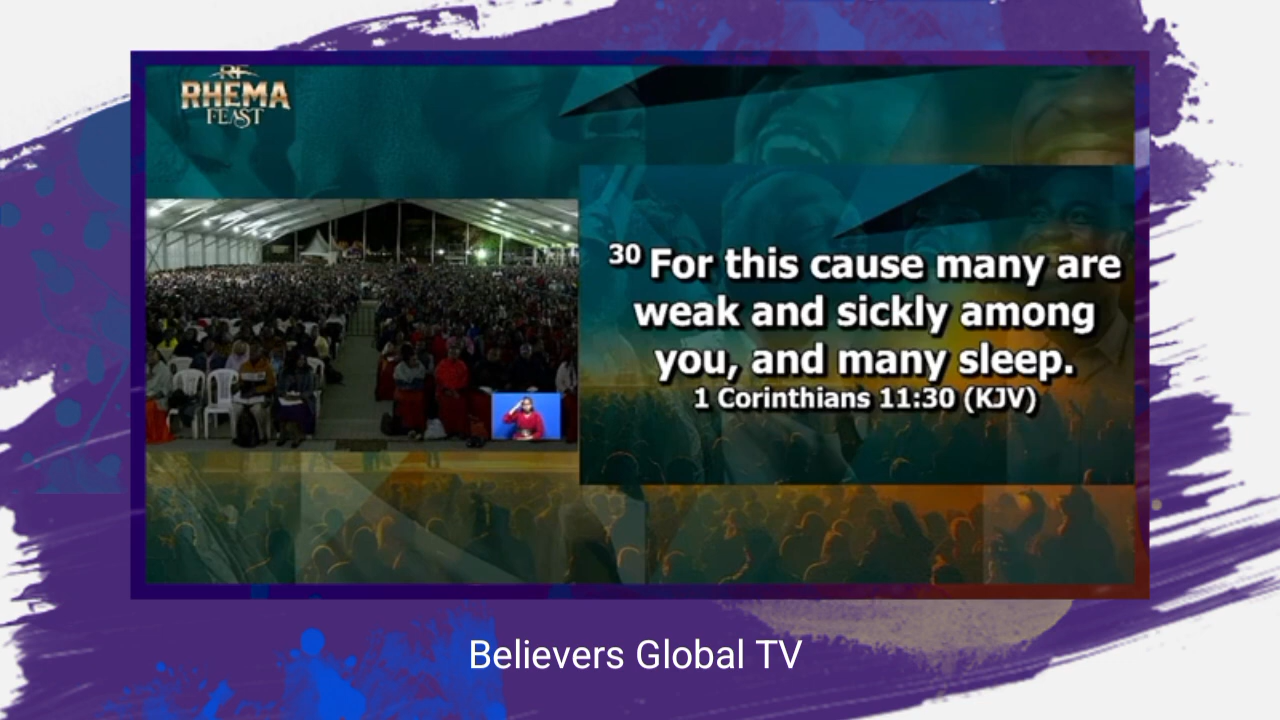 RF
RHEMA
FEAST
30 For this cause many are
weak and sickly among
you, and many sleep.
1 Corinthians 11:30 (KJV)
Believers Global TV